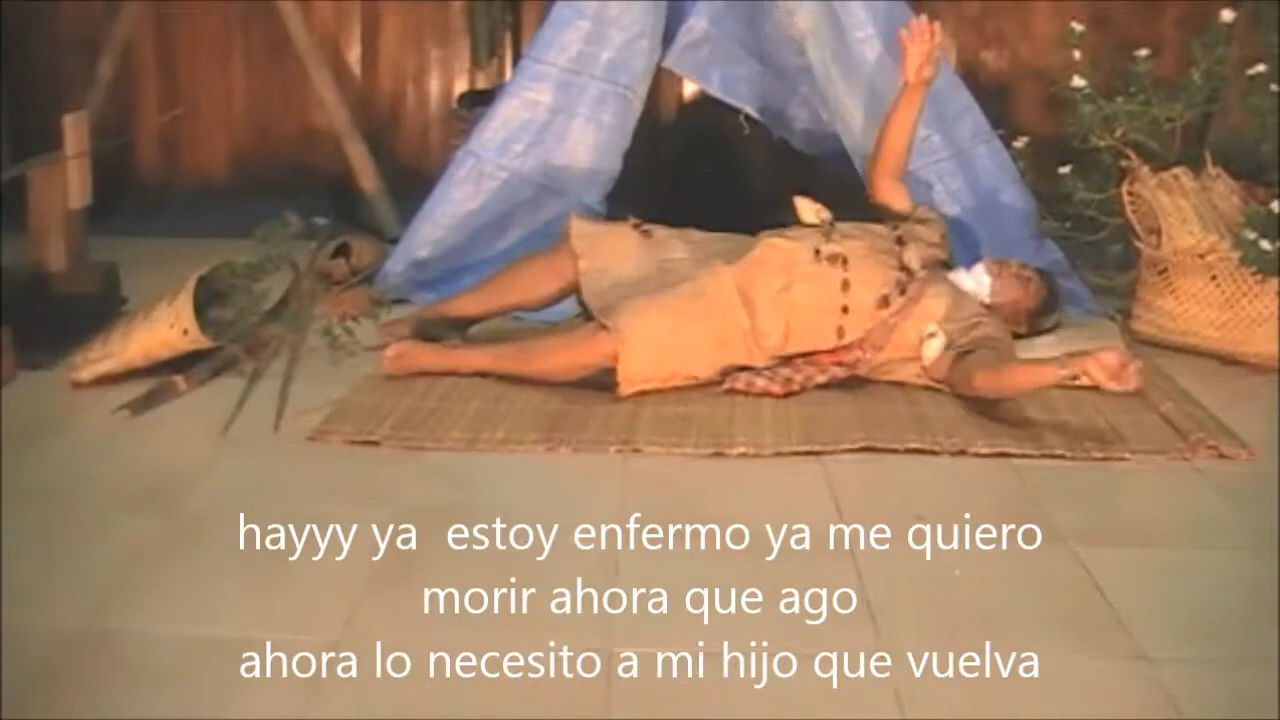 hayyy ya  estoy enfermo ya me quiero
morir ahora que ago
ahora lo necesito a mi hijo que vuelva